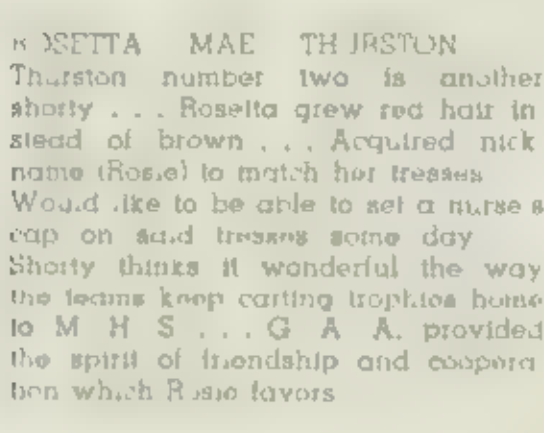 ROSETTA MAE THURSTON
Thurston number two is another
shorty . . . Rosetta grew red hair in
stead of brown . . . Acquired nick
name (Rosie) to match her tresses
Would like to be able to set a nurse s
cap on said tresses some day
Shorty thinks it wonderful the way
the teams keep carting trophies home
to M H S . . . G A A. provided
the spirit of friendship and coopera
tion which Rosie favors